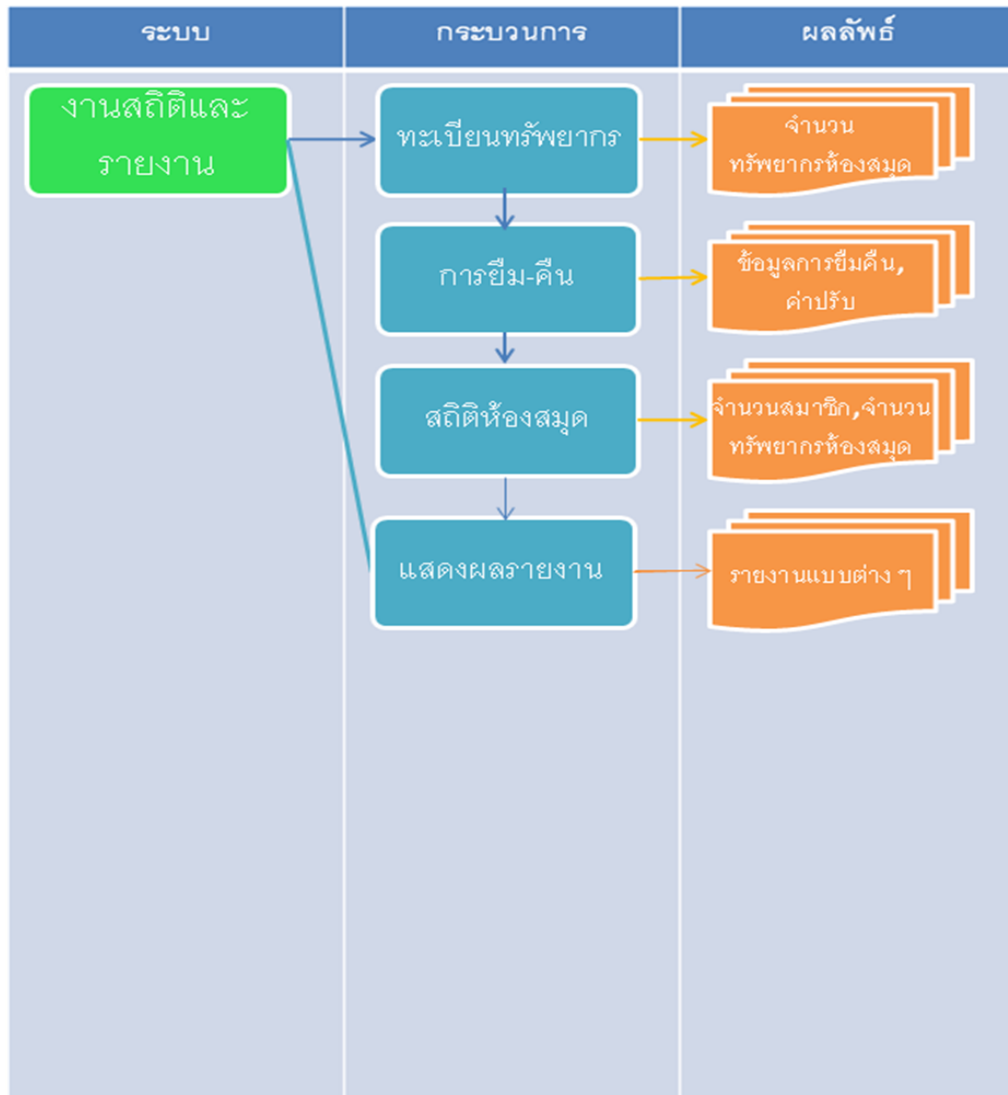 ระบบ
กระบวนการ
ผลลัพธ์
งานสถิติและ
รายงาน
ทะเบียนทรัพยากร
จำนวน
ทรัพยากรห้องสมุด
การยืม-คืน
ข้อมูลการยืมคืน,
ค่าปรับ
สถิติห้องสมุด
จำนวนสมาชิก,จำนวน
ทรัพยากรห้องสมุด
แสดงผลรายงาน
รายงานแบบต่าง ๆ